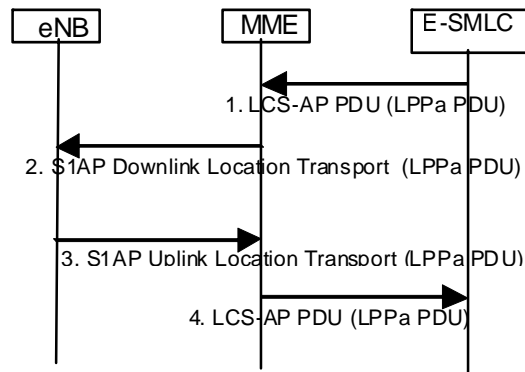 eNB
MME
E-SMLC
1. LCS-AP PDU (LPPa PDU)
2. S1AP Downlink Location Transport (LPPa PDU)
3. S1AP Uplink Location Transport (LPPa PDU)
4. LCS-AP PDU (LPPa PDU)